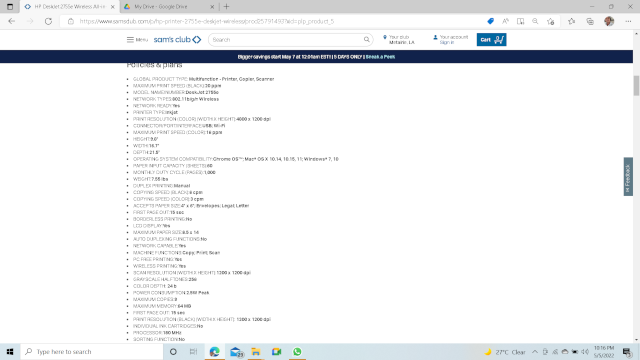 HP DeskJet 2755e Wireless All-in
My Drive - Google Drive
https://www.samsclub.com/p/hp-printer-2755e-deskjet-wireless/prod25791493?xid=plp_product_5
Menu
sam's club
Search
Your club
Metairie, LA
Your account
Sign in
Cart
Bigger savings start May 7 at 12:01am EST! | 5 DAYS ONLY | Sneak a Peek
Policies & plans
GLOBAL PRODUCT TYPE: Multifunction - Printer, Copier, Scanner
MAXIMUM PRINT SPEED (BLACK):20 ppm
MODEL NAME/NUMBER:DeskJet 2755e
NETWORK TYPES:802.11b/g/n Wireless
NETWORK READY:Yes
PRINTER TYPE:Inkjet
PRINT RESOLUTION (COLOR) (WIDTH X HEIGHT):4800 x 1200 dpi
CONNECTOR PORT/INTERFACE:USB; Wi-Fi
MAXIMUM PRINT SPEED (COLOR):16 ppm
HEIGHT:9.8"
WIDTH:16.7"
DEPTH:21.5"
OPERATING SYSTEM COMPATIBILITY:Chrome OS™; Mac® OS X 10.14, 10.15, 11; Windows® 7, 10
PAPER INPUT CAPACITY (SHEETS):60
MONTHLY DUTY CYCLE (PAGES):1,000
WEIGHT:7.55 lbs
DUPLEX PRINTING:Manual
COPYING SPEED (BLACK):6 cpm
COPYING SPEED (COLOR):3 cpm
ACCEPTS PAPER SIZE:4" x 6", Envelopes; Legal; Letter
FIRST PAGE OUT:15 sec
BORDERLESS PRINTING:No
LCD DISPLAY:Yes
MAXIMUM PAPER SIZE:8.5 x 14
AUTO DUPLEXING FUNCTIONS:No
NETWORK CAPABLE:Yes
MACHINE FUNCTIONS:Copy; Print; Scan
PC FREE PRINTING:Yes
WIRELESS PRINTING:Yes
SCAN RESOLUTION (WIDTH X HEIGHT):1200 x 1200 dpi
GRAYSCALE HALFTONES:256
COLOR DEPTH: 24 b
POWER CONSUMPTION:2.9W Peak
MAXIMUM COPIES:9
MAXIMUM MEMORY:64 MB
FIRST PAGE OUT: 15 sec
PRINT RESOLUTION (BLACK) (WIDTH X HEIGHT): 1200 x 1200 dpi
INDIVIDUAL INK CARTRIDGES:No
PROCESSOR:180 MHz
SORTING FUNCTION:No
Feedback
Type here to search
27°C Clear
10:16 PM
5/5/2022